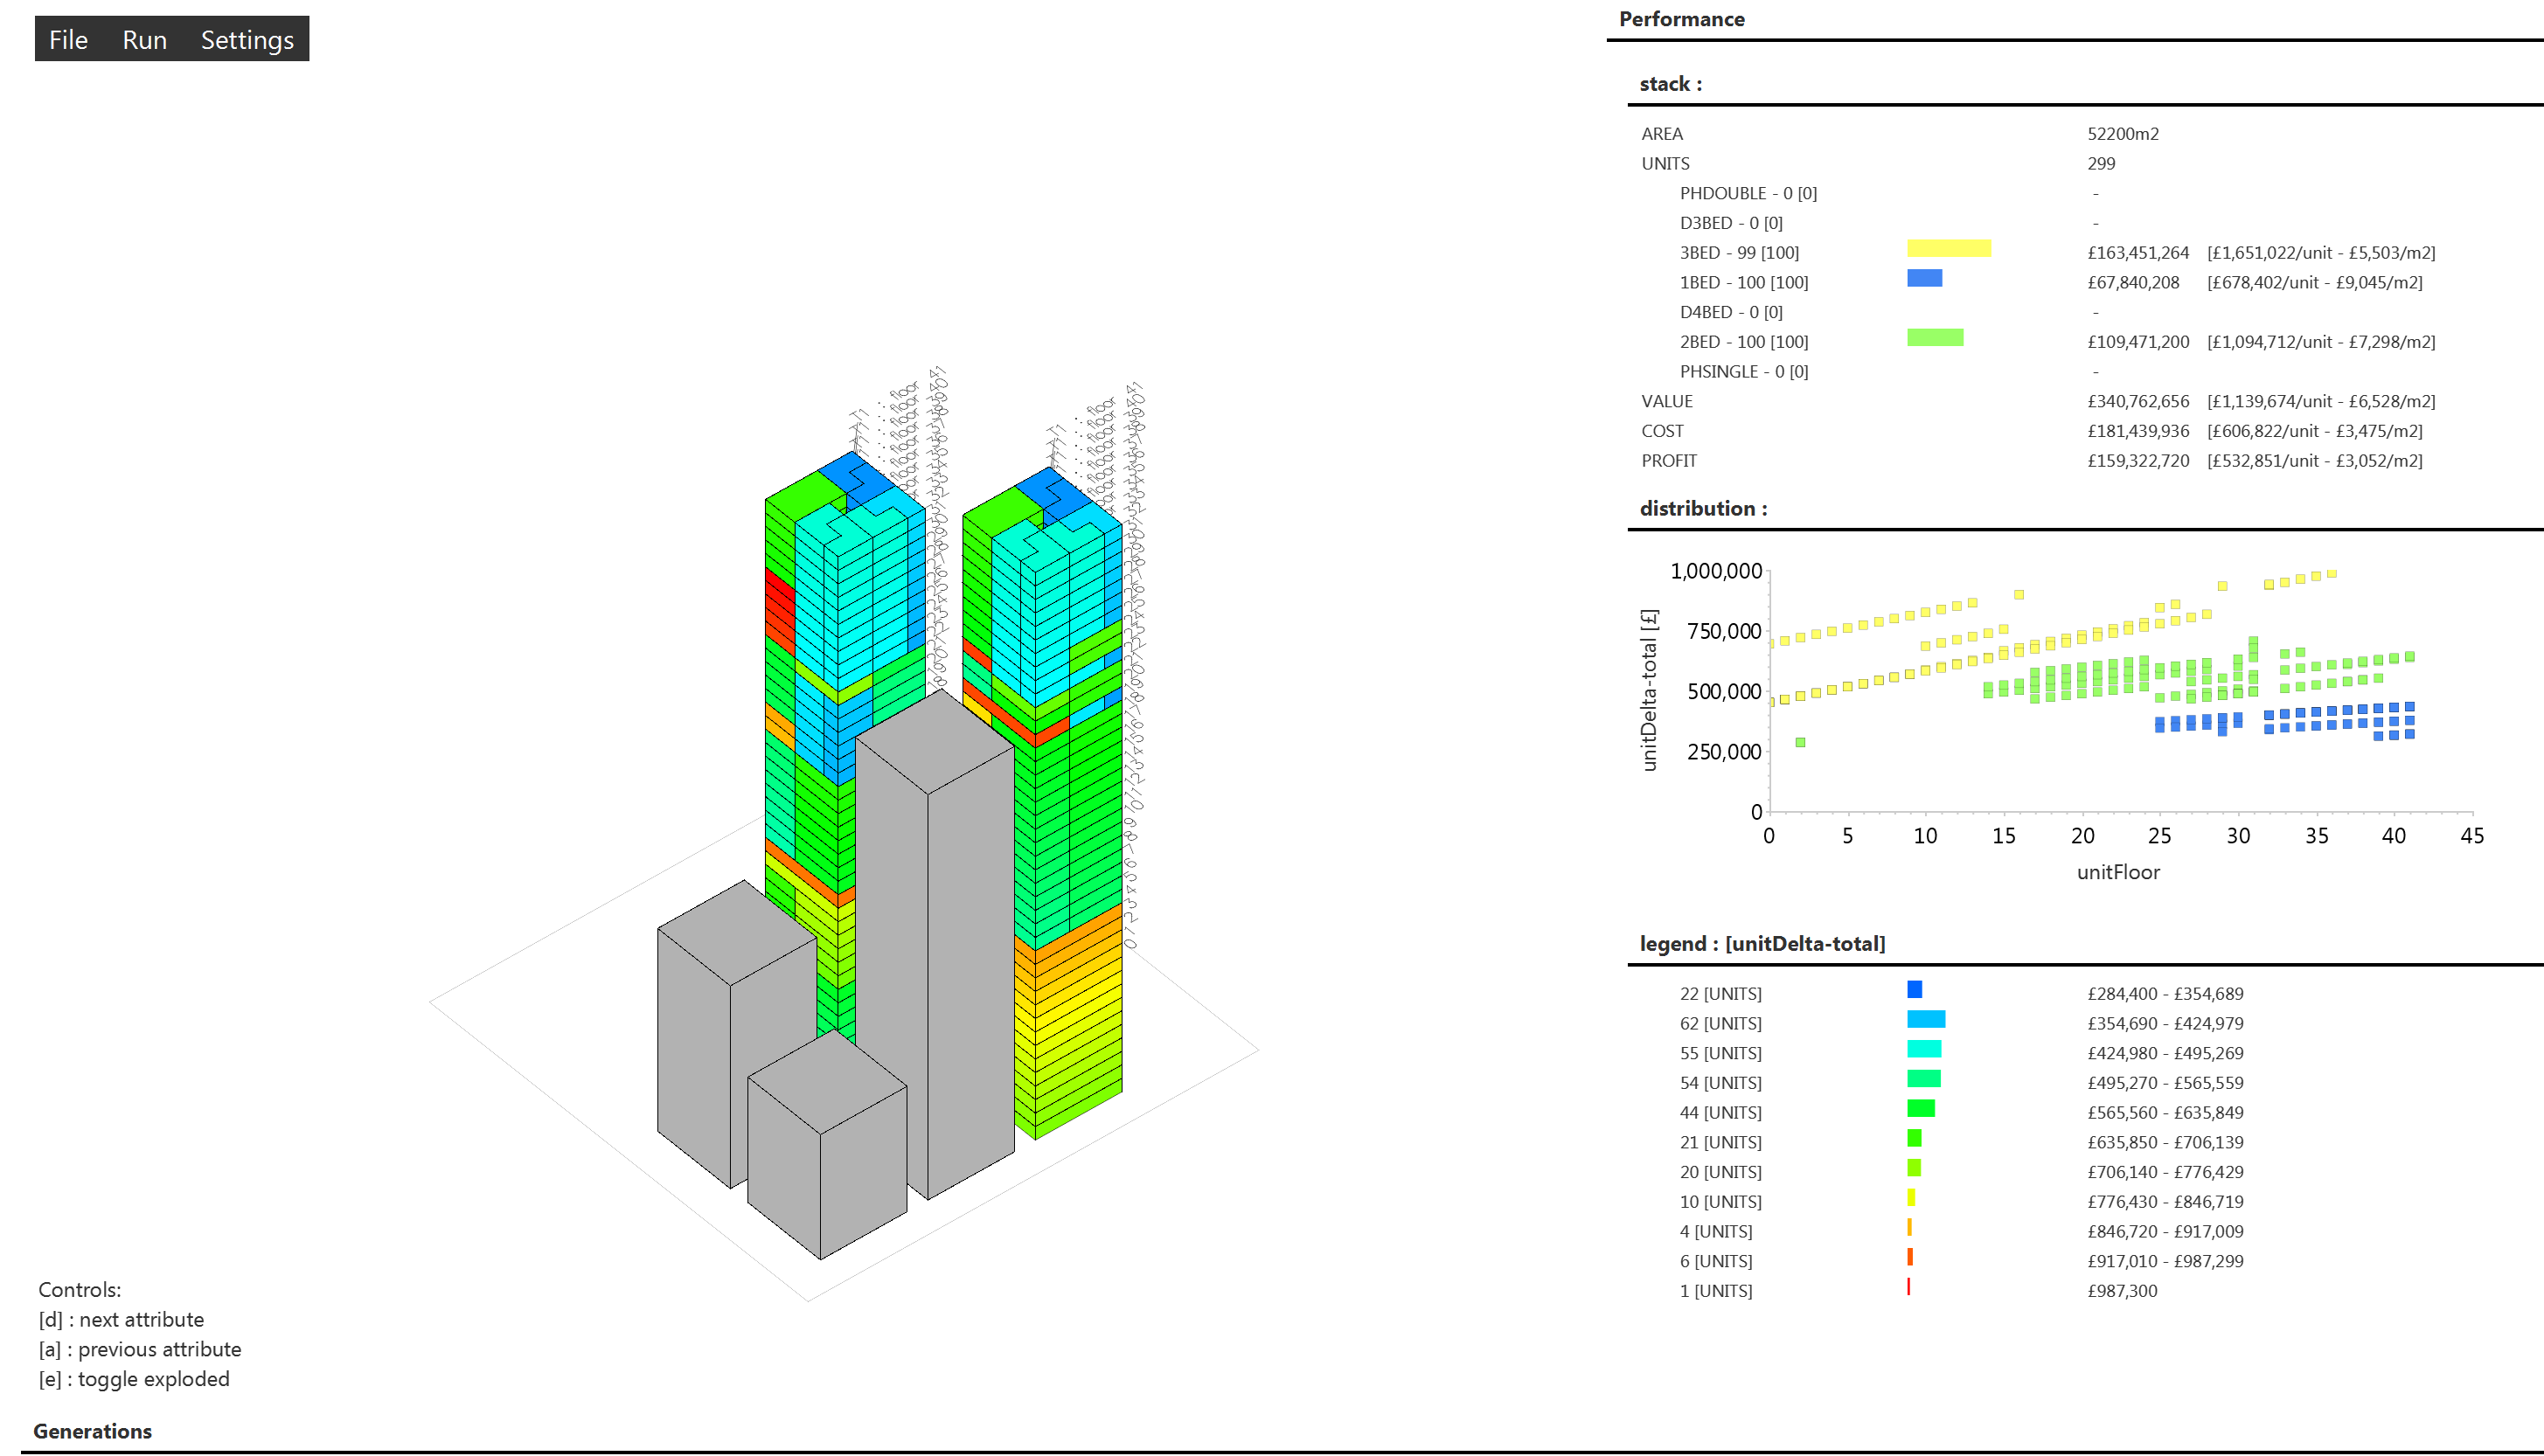 File Run Settings
Performance
stack :
AREA 52200m2
UNITS 299
PHDOUBLE - 0 [0] -
D3BED - 0 [0] -
3BED - 99 [100] £163,451,264 [£1,651,022/unit - £5,503/m2]
1BED - 100 [100] £67,840,208 [£678,402/unit - £9,045/m2]
D4BED - 0 [0] -
2BED - 100 [100] £109,471,200 [£1,094,712/unit - £7,298/m2]
PHSINGLE - 0 [0] -
VALUE £340,762,656 [£1,139,674/unit - £6,528/m2]
COST £181,439,936 [£606,822/unit - £3,475/m2]
PROFIT £159,322,720 [£532,851/unit - £3,052/m2]
distribution :
unitDelta-total [£]
1,000,000
750,000
500,000
250,000
0
0 5 10 15 20 25 30 35 40 45
unitFloor
legend : [unitDelta-total]
22 [UNITS] £284,400 - £354,689
62 [UNITS] £354,690 - £424,979
55 [UNITS] £424,980 - £495,269
54 [UNITS] £495,270 - £565,559
44 [UNITS] £565,560 - £635,849
21 [UNITS] £635,850 - £706,139
20 [UNITS] £706,140 - £776,429
10 [UNITS] £776,430 - £846,719
4 [UNITS] £846,720 - £917,009
6 [UNITS] £917,010 - £987,299
1 [UNITS] £987,300
Controls:
[d] : next attribute
[a] : previous attribute
[e] : toggle exploded
Generations